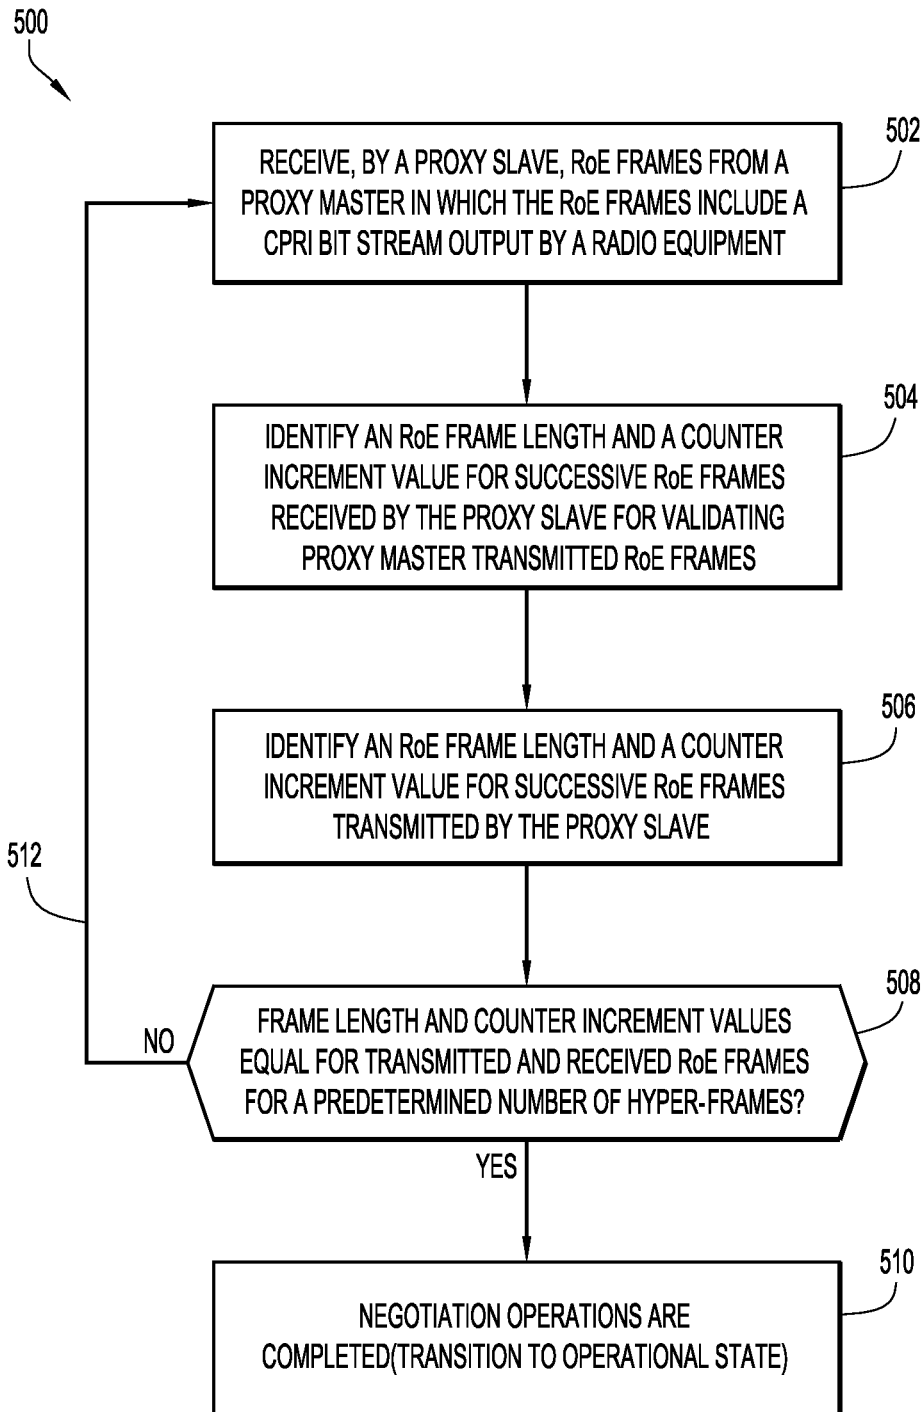 500
502
RECEIVE, BY A PROXY SLAVE, RoE FRAMES FROM A
PROXY MASTER IN WHICH THE RoE FRAMES INCLUDE A
CPRI BIT STREAM OUTPUT BY A RADIO EQUIPMENT
504
IDENTIFY AN RoE FRAME LENGTH AND A COUNTER
INCREMENT VALUE FOR SUCCESSIVE RoE FRAMES
RECEIVED BY THE PROXY SLAVE FOR VALIDATING
PROXY MASTER TRANSMITTED RoE FRAMES
506
IDENTIFY AN RoE FRAME LENGTH AND A COUNTER
INCREMENT VALUE FOR SUCCESSIVE RoE FRAMES
TRANSMITTED BY THE PROXY SLAVE
512
508
FRAME LENGTH AND COUNTER INCREMENT VALUES
EQUAL FOR TRANSMITTED AND RECEIVED RoE FRAMES
FOR A PREDETERMINED NUMBER OF HYPER-FRAMES?
NO
YES
510
NEGOTIATION OPERATIONS ARE
COMPLETED(TRANSITION TO OPERATIONAL STATE)